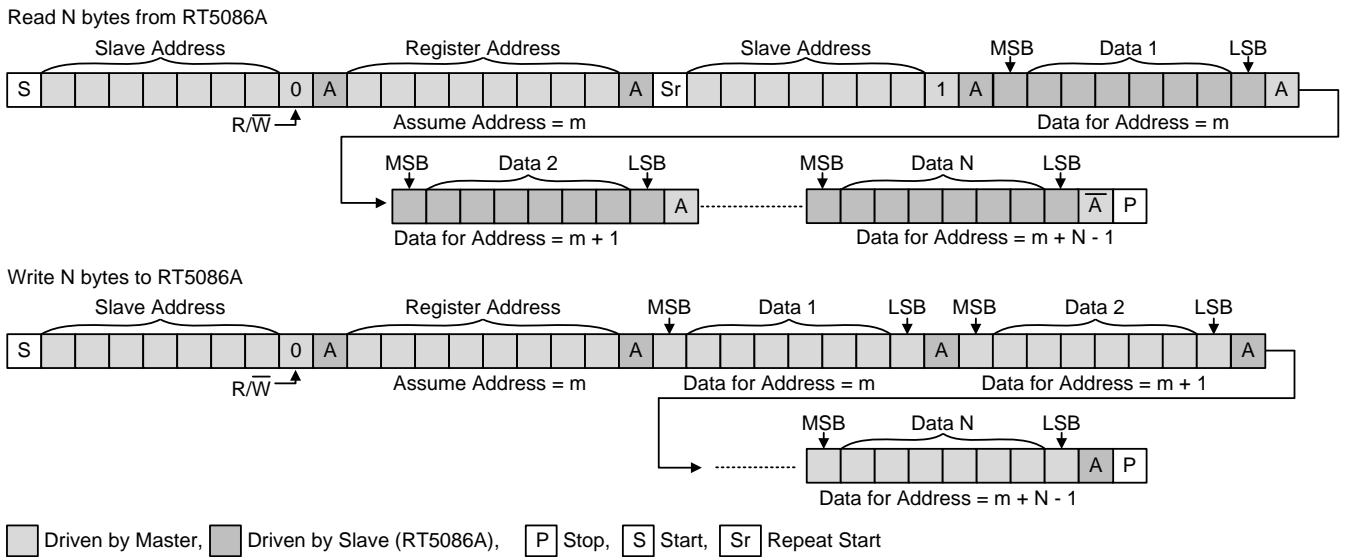 Read N bytes from RT5086A
Slave Address Register Address Slave Address MSB Data 1 LSB
S 0 A A Sr 1 A A
R/W̅ Assume Address = m Data for Address = m
MSB Data 2 LSB MSB Data N LSB
A A̅ P
Data for Address = m + 1 Data for Address = m + N - 1
Write N bytes to RT5086A
Slave Address Register Address MSB Data 1 LSB MSB Data 2 LSB
S 0 A A A A
R/W̅ Assume Address = m Data for Address = m Data for Address = m + 1
MSB Data N LSB
A P
Data for Address = m + N - 1
Driven by Master, Driven by Slave (RT5086A), P Stop, S Start, Sr Repeat Start